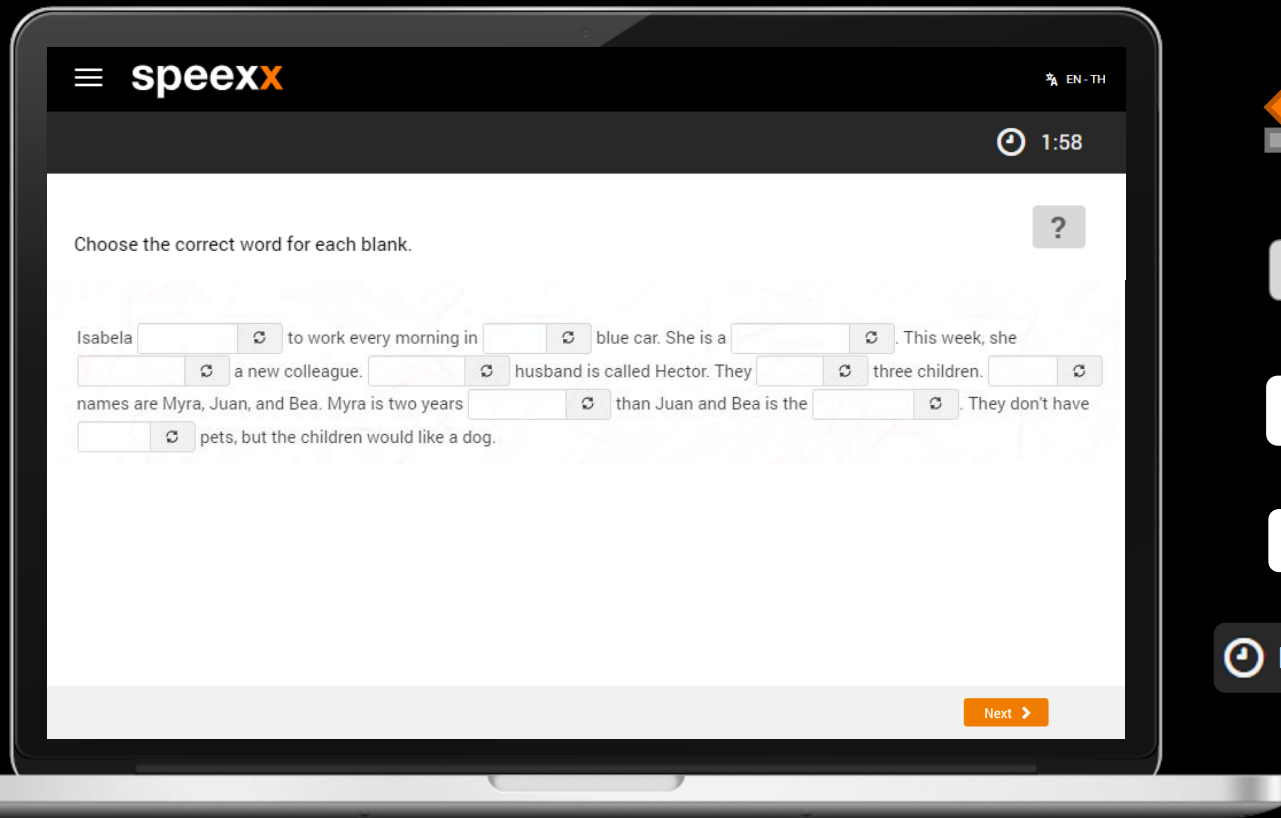 speexx
EN - TH
1:58
?
Choose the correct word for each blank.
Isabela to work every morning in blue car. She is a . This week, she
a new colleague. husband is called Hector. They three children.
names are Myra, Juan, and Bea. Myra is two years than Juan and Bea is the . They don't have
pets, but the children would like a dog.
Next